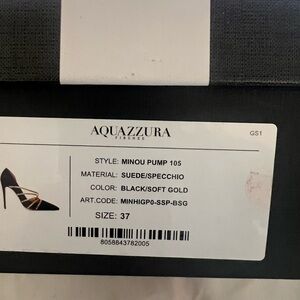 AQUAZZURA
FIRENZE
GS1
STYLE: MINOU PUMP 105
MATERIAL: SUEDE/SPECCHIO
COLOR: BLACK/SOFT GOLD
ART.CODE: MINHIGP0-SSP-BSG
SIZE: 37
8058843782005